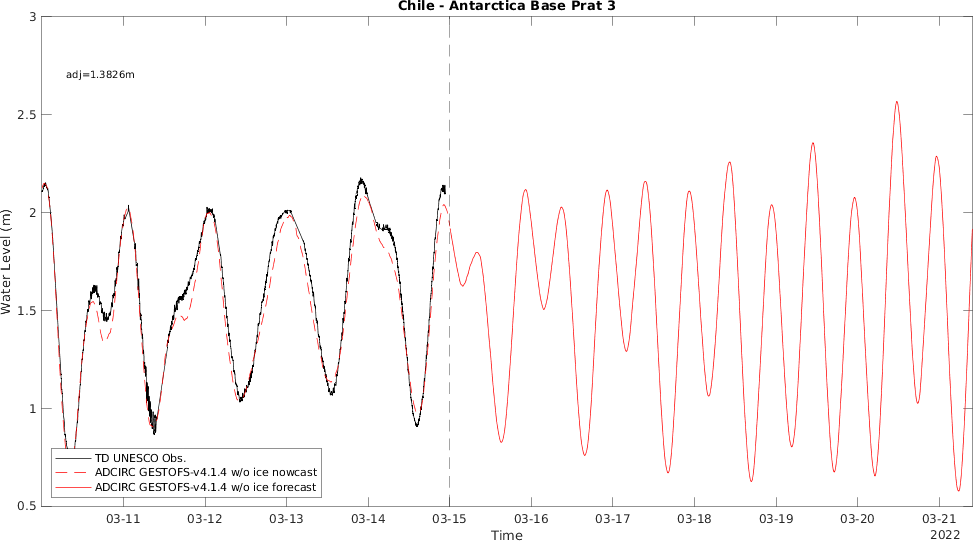 Chile - Antarctica Base Prat 3
3
adj=1.3826m
2.5
2
1.5
1
0.5
Water Level (m)
TD UNESCO Obs.
ADCIRC GESTOFS-v4.1.4 w/o ice nowcast
ADCIRC GESTOFS-v4.1.4 w/o ice forecast
03-11 03-12 03-13 03-14 03-15 03-16 03-17 03-18 03-19 03-20 03-21
Time
2022